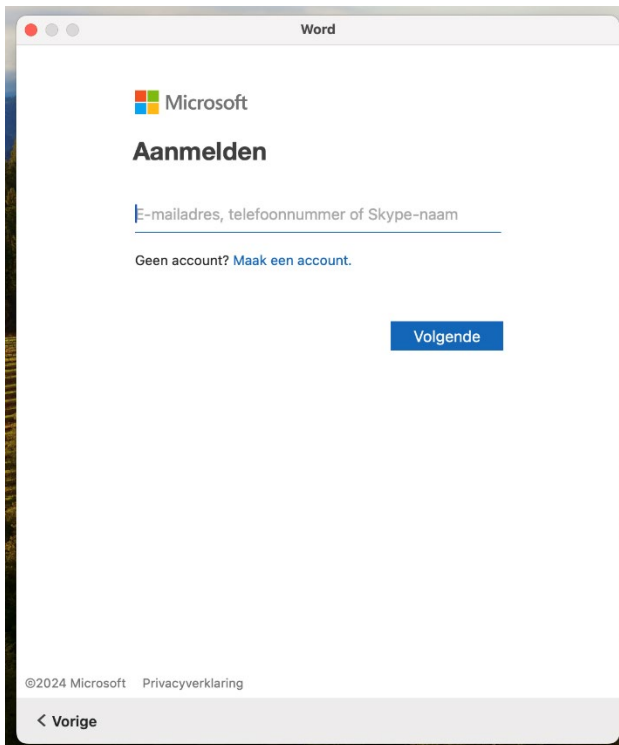 Word
Microsoft
Aanmelden
E-mailadres, telefoonnummer of Skype-naam
Geen account? Maak een account.
Volgende
©2024 Microsoft Privacyverklaring
< Vorige